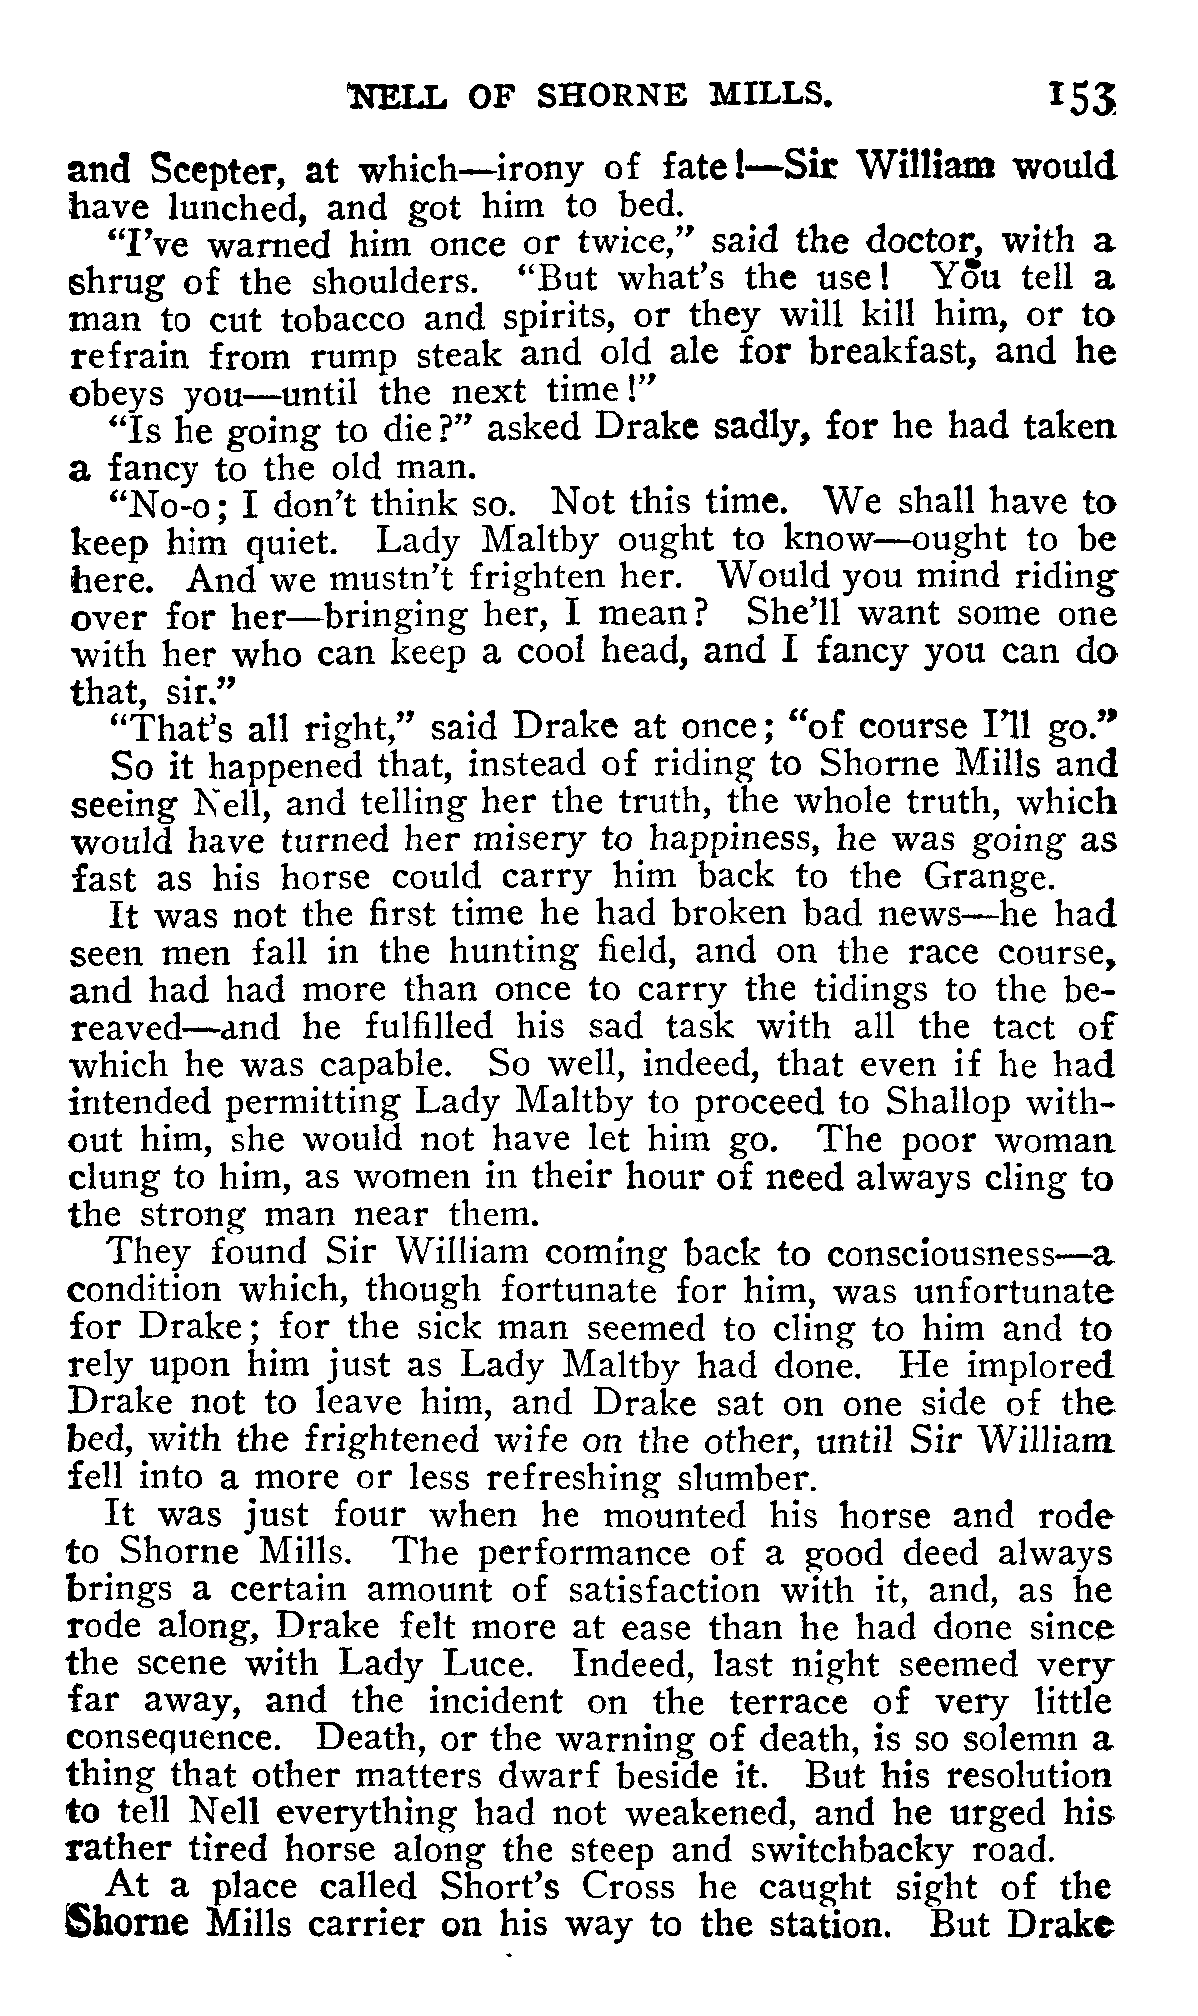 NELL OF SHORNE MILLS. 153
and Scepter, at which—irony of fate!—Sir William would
have lunched, and got him to bed.
"I've warned him once or twice," said the doctor, with a
shrug of the shoulders. "But what's the use! You tell a
man to cut tobacco and spirits, or they will kill him, or to
refrain from rump steak and old ale for breakfast, and he
obeys you—until the next time!"
"Is he going to die?" asked Drake sadly, for he had taken
a fancy to the old man.
"No-o; I don't think so. Not this time. We shall have to
keep him quiet. Lady Maltby ought to know—ought to be
here. And we mustn't frighten her. Would you mind riding
over for her—bringing her, I mean? She'll want some one
with her who can keep a cool head, and I fancy you can do
that, sir."
"That's all right," said Drake at once; "of course I'll go."
So it happened that, instead of riding to Shorne Mills and
seeing Nell, and telling her the truth, the whole truth, which
would have turned her misery to happiness, he was going as
fast as his horse could carry him back to the Grange.
It was not the first time he had broken bad news—he had
seen men fall in the hunting field, and on the race course,
and had had more than once to carry the tidings to the be-
reaved—and he fulfilled his sad task with all the tact of
which he was capable. So well, indeed, that even if he had
intended permitting Lady Maltby to proceed to Shallop with-
out him, she would not have let him go. The poor woman
clung to him, as women in their hour of need always cling to
the strong man near them.
They found Sir William coming back to consciousness—a
condition which, though fortunate for him, was unfortunate
for Drake; for the sick man seemed to cling to him and to
rely upon him just as Lady Maltby had done. He implored
Drake not to leave him, and Drake sat on one side of the
bed, with the frightened wife on the other, until Sir William
fell into a more or less refreshing slumber.
It was just four when he mounted his horse and rode
to Shorne Mills. The performance of a good deed always
brings a certain amount of satisfaction with it, and, as he
rode along, Drake felt more at ease than he had done since
the scene with Lady Luce. Indeed, last night seemed very
far away, and the incident on the terrace of very little
consequence. Death, or the warning of death, is so solemn a
thing that other matters dwarf beside it. But his resolution
to tell Nell everything had not weakened, and he urged his
rather tired horse along the steep and switchbacky road.
At a place called Short's Cross he caught sight of the
Shorne Mills carrier on his way to the station. But Drake